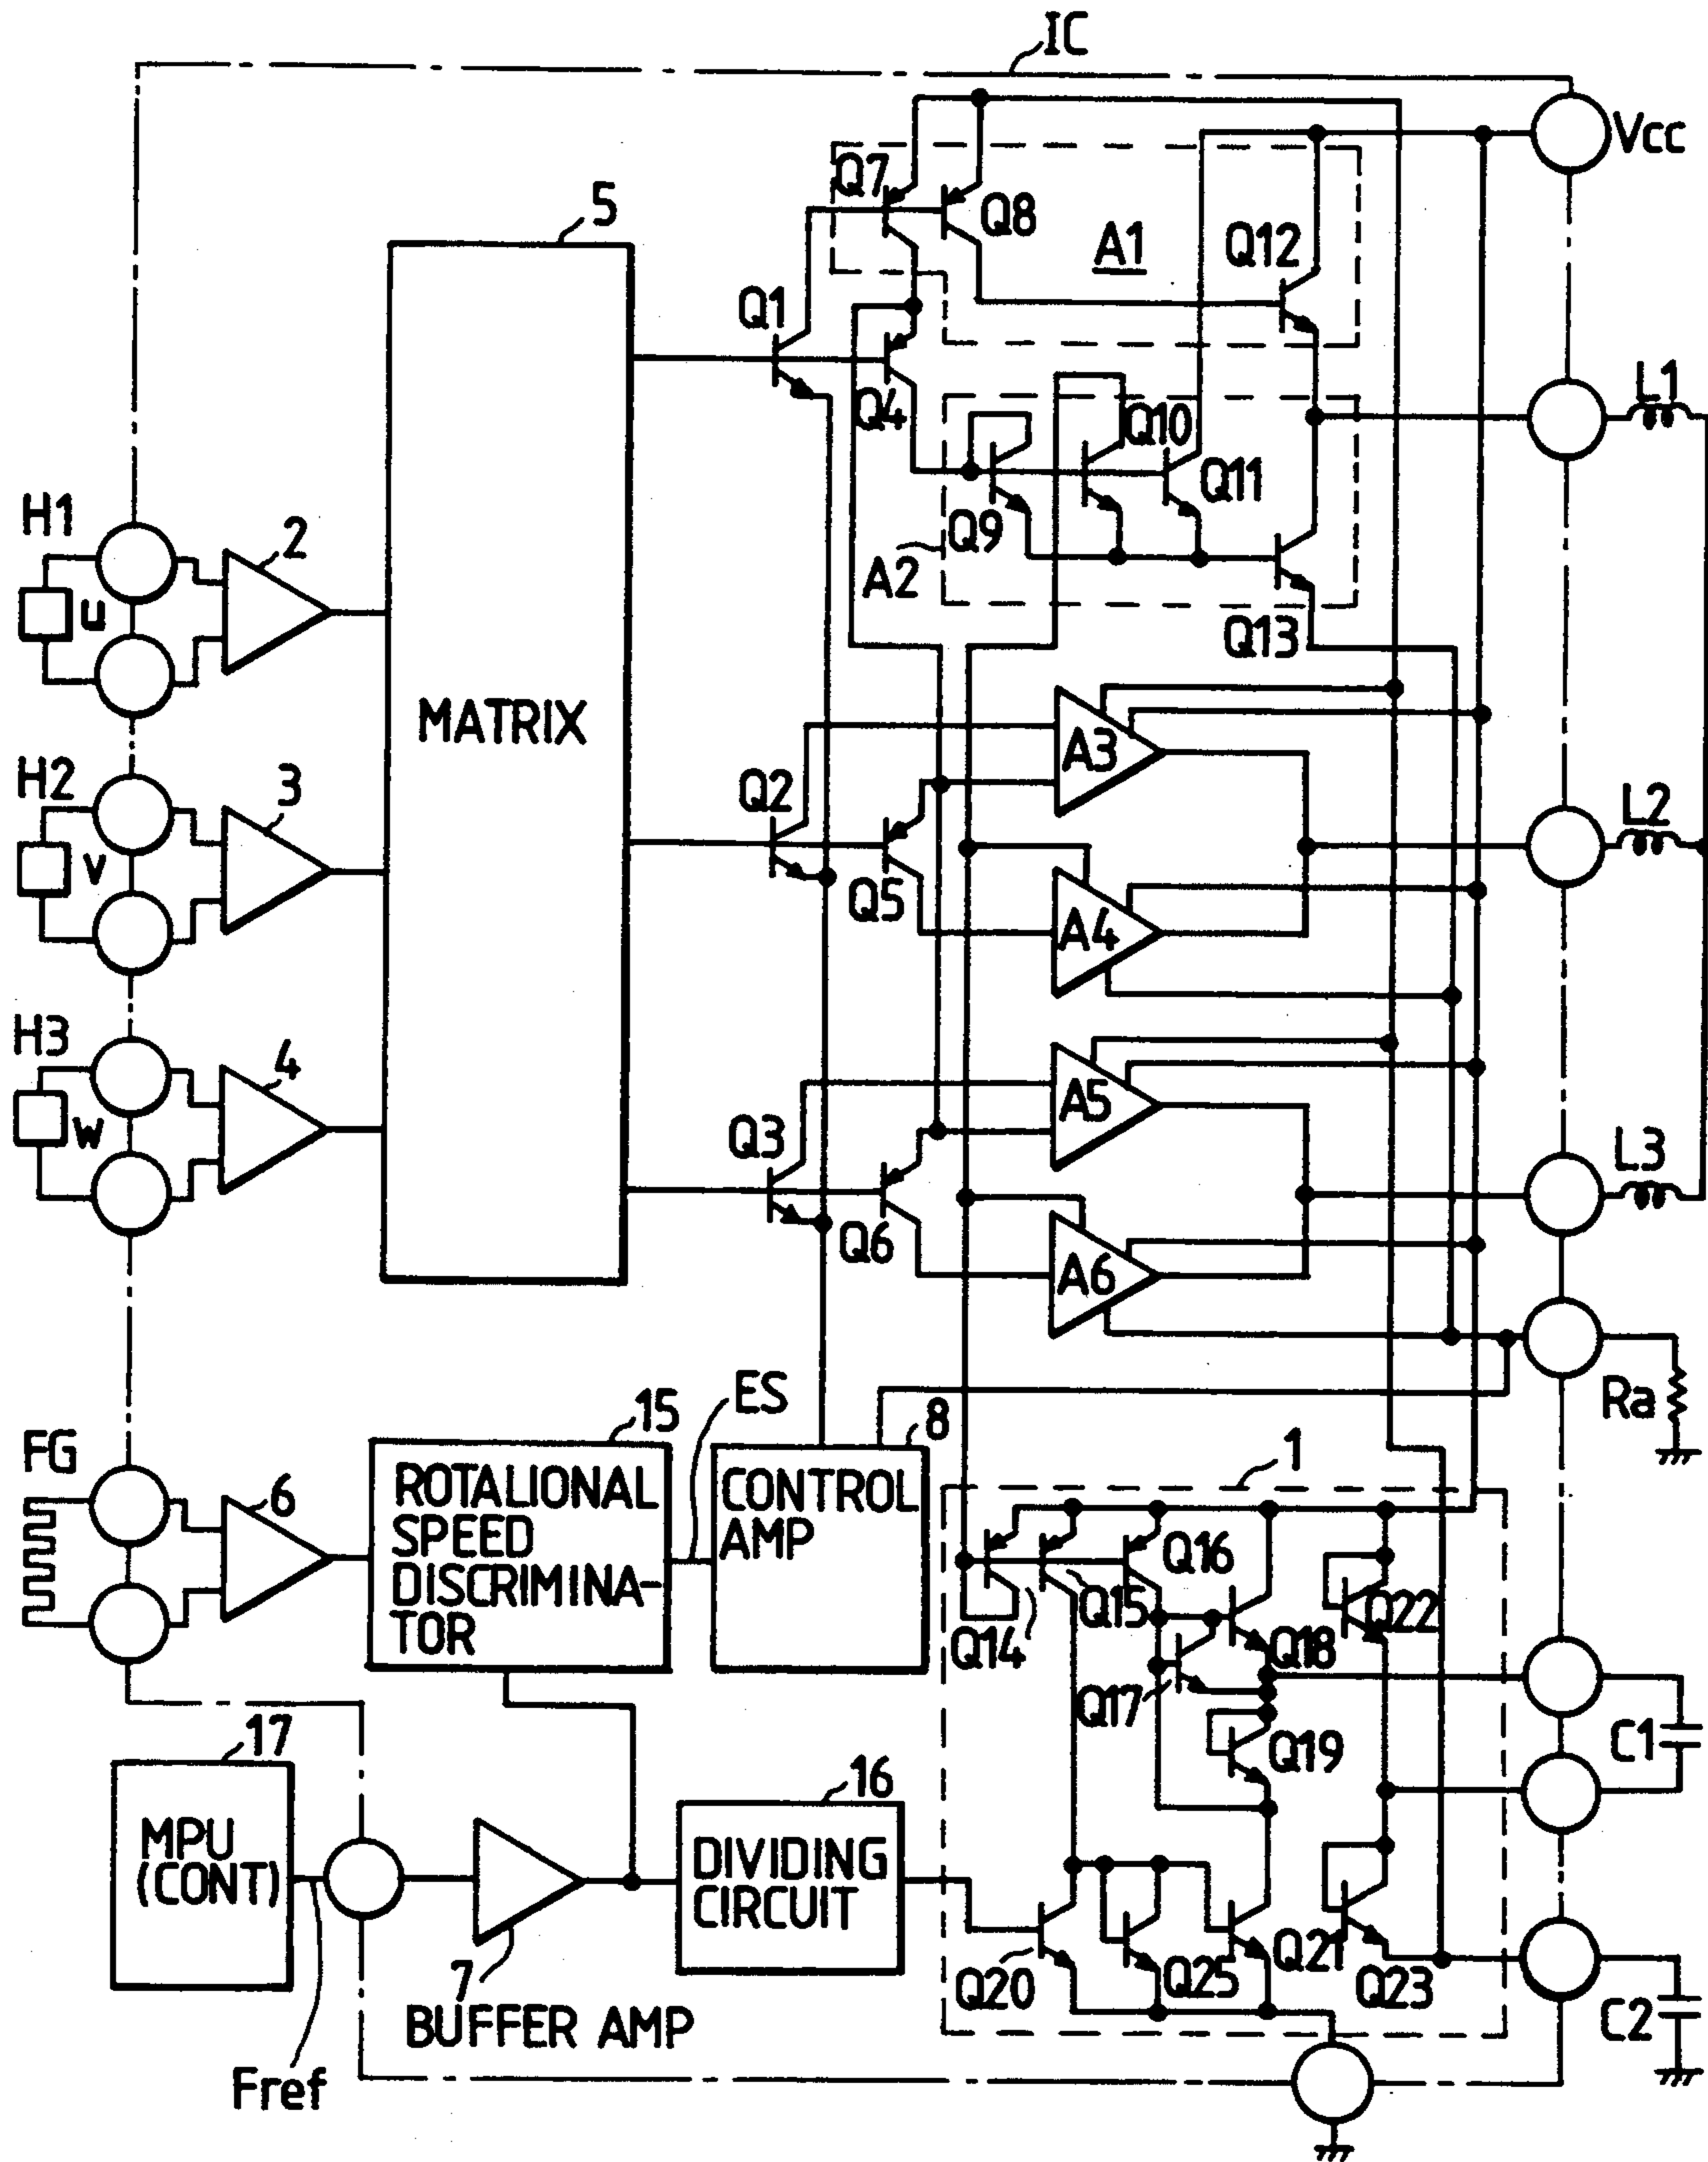 IC
Vcc
Q7
Q8
A1
Q12
5
Q1
Q4
Q10
Q11
Q9
A2
Q13
L1
H1
2
u
MATRIX
A3
H2
3
v
Q2
Q5
A4
L2
H3
4
w
Q3
Q6
A5
A6
L3
Ra
FG
6
15
ES
8
1
ROTALIONAL
SPEED
DISCRIMINA-
TOR
CONTROL
AMP
Q16
Q15
Q14
Q22
Q18
Q17
Q19
C1
17
MPU
(CONT)
16
DIVIDING
CIRCUIT
7
BUFFER AMP
Fref
Q20
Q25
Q21
Q23
C2